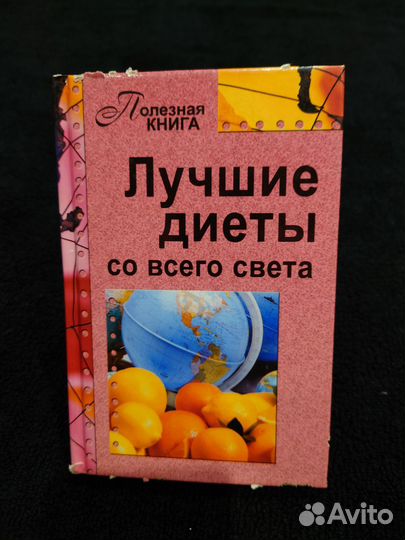 Полезная
КНИГА
Лучшие
диеты
со всего света
Avito